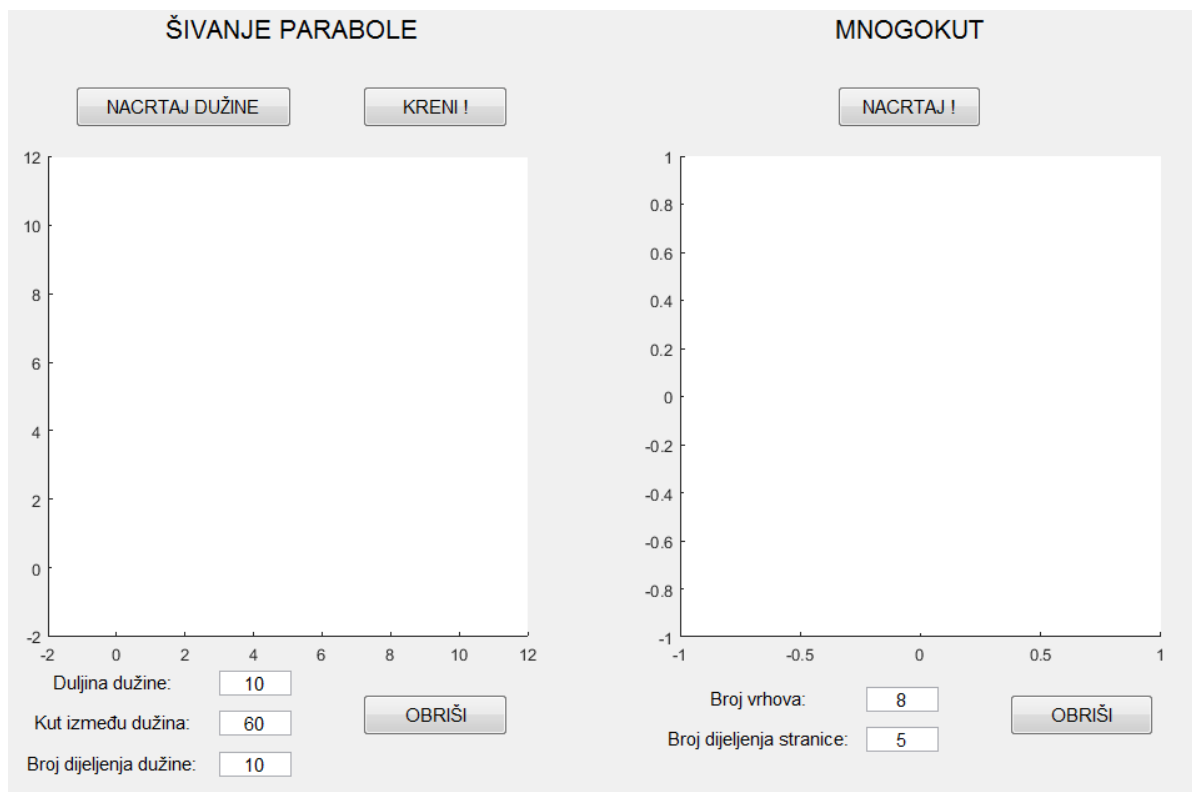 ŠIVANJE PARABOLE
NACRTAJ DUŽINE
KRENI !
12
10
8
6
4
2
0
-2
-2 0 2 4 6 8 10 12
Duljina dužine: 10
Kut između dužina: 60
Broj dijeljenja dužine: 10
OBRIŠI
MNOGOKUT
NACRTAJ !
1
0.8
0.6
0.4
0.2
0
-0.2
-0.4
-0.6
-0.8
-1
-1 -0.5 0 0.5 1
Broj vrhova: 8
Broj dijeljenja stranice: 5
OBRIŠI